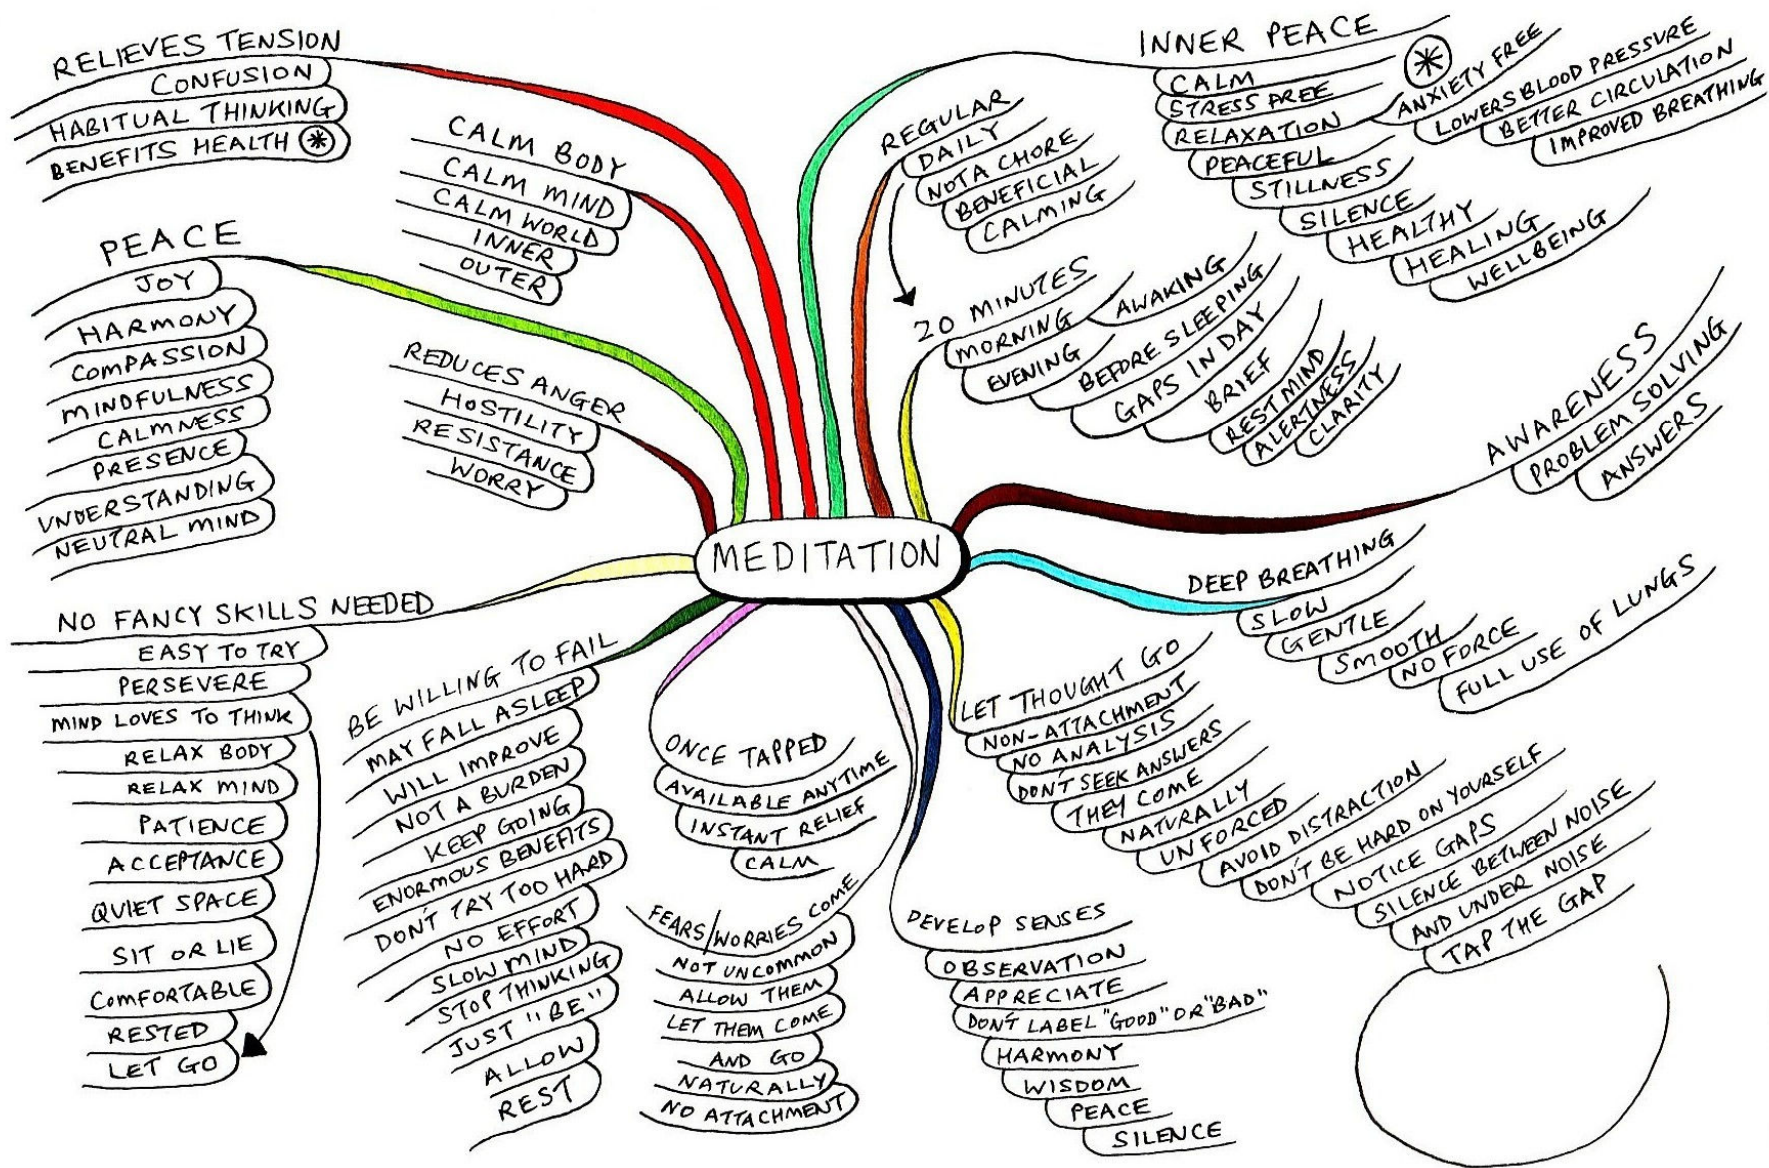 RELIEVES TENSION
CONFUSION
HABITUAL THINKING
BENEFITS HEALTH
CALM BODY
CALM MIND
CALM WORLD
INNER
OUTER
PEACE
JOY
HARMONY
COMPASSION
MINDFULNESS
CALMNESS
PRESENCE
UNDERSTANDING
NEUTRAL MIND
REDUCES ANGER
HOSTILITY
RESISTANCE
WORRY
INNER PEACE
CALM
STRESS FREE
RELAXATION
ANXIETY FREE
LOWERS BLOOD PRESSURE
BETTER CIRCULATION
IMPROVED BREATHING
PEACEFUL
STILLNESS
SILENCE
HEALTHY
HEALING
WELLBEING
REGULAR
DAILY
NOT A CHORE
BENEFICIAL
CALMING
20 MINUTES
MORNING
AWAKING
EVENING
BEFORE SLEEPING
GAPS IN DAY
BRIEF
REST MIND
ALERTNESS
CLARITY
AWARENESS
PROBLEM SOLVING
ANSWERS
MEDITATION
DEEP BREATHING
SLOW
GENTLE
SMOOTH
NO FORCE
FULL USE OF LUNGS
NO FANCY SKILLS NEEDED
EASY TO TRY
PERSEVERE
MIND LOVES TO THINK
RELAX BODY
RELAX MIND
PATIENCE
ACCEPTANCE
QUIET SPACE
SIT OR LIE
COMFORTABLE
RESTED
LET GO
BE WILLING TO FAIL
MAY FALL ASLEEP
WILL IMPROVE
NOT A BURDEN
KEEP GOING
ENORMOUS BENEFITS
DON'T TRY TOO HARD
NO EFFORT
SLOW MIND
STOP THINKING
JUST "BE"
ALLOW
REST
ONCE TAPPED
AVAILABLE ANYTIME
INSTANT RELIEF
CALM
FEARS/WORRIES COME
NOT UNCOMMON
ALLOW THEM
LET THEM COME
AND GO
NATURALLY
NO ATTACHMENT
DEVELOP SENSES
OBSERVATION
APPRECIATE
DON'T LABEL "GOOD" OR "BAD"
HARMONY
WISDOM
PEACE
SILENCE
LET THOUGHT GO
NON-ATTACHMENT
NO ANALYSIS
DON'T SEEK ANSWERS
THEY COME
NATURALLY
UNFORCED
AVOID DISTRACTION
DON'T BE HARD ON YOURSELF
NOTICE GAPS
SILENCE BETWEEN NOISE
AND UNDER NOISE
TAP THE GAP